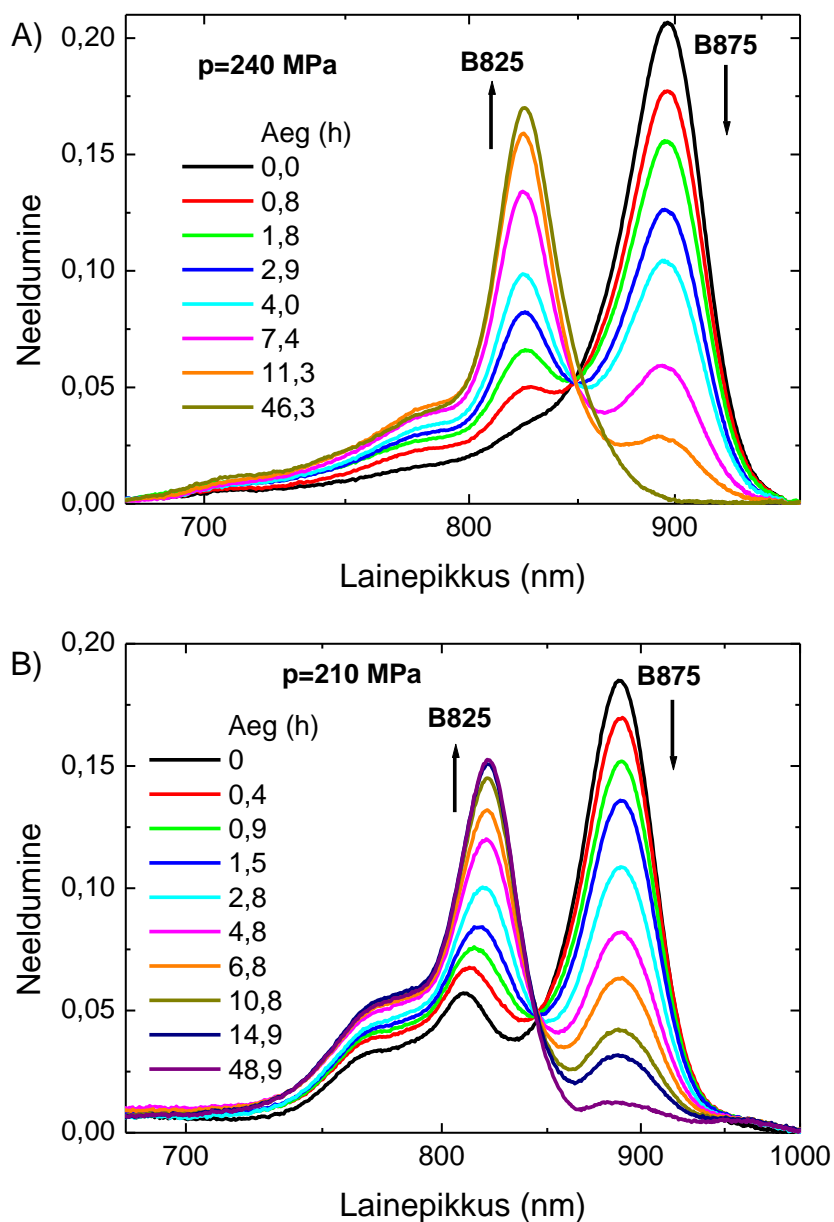 A)
p=240 MPa
B825
B875
Aeg (h)
0,0
0,8
1,8
2,9
4,0
7,4
11,3
46,3
0,20
0,15
0,10
0,05
0,00
Neeldumine
700
800
900
Lainepikkus (nm)
B)
p=210 MPa
B825
B875
Aeg (h)
0
0,4
0,9
1,5
2,8
4,8
6,8
10,8
14,9
48,9
0,20
0,15
0,10
0,05
0,00
Neeldumine
700
800
900
1000
Lainepikkus (nm)